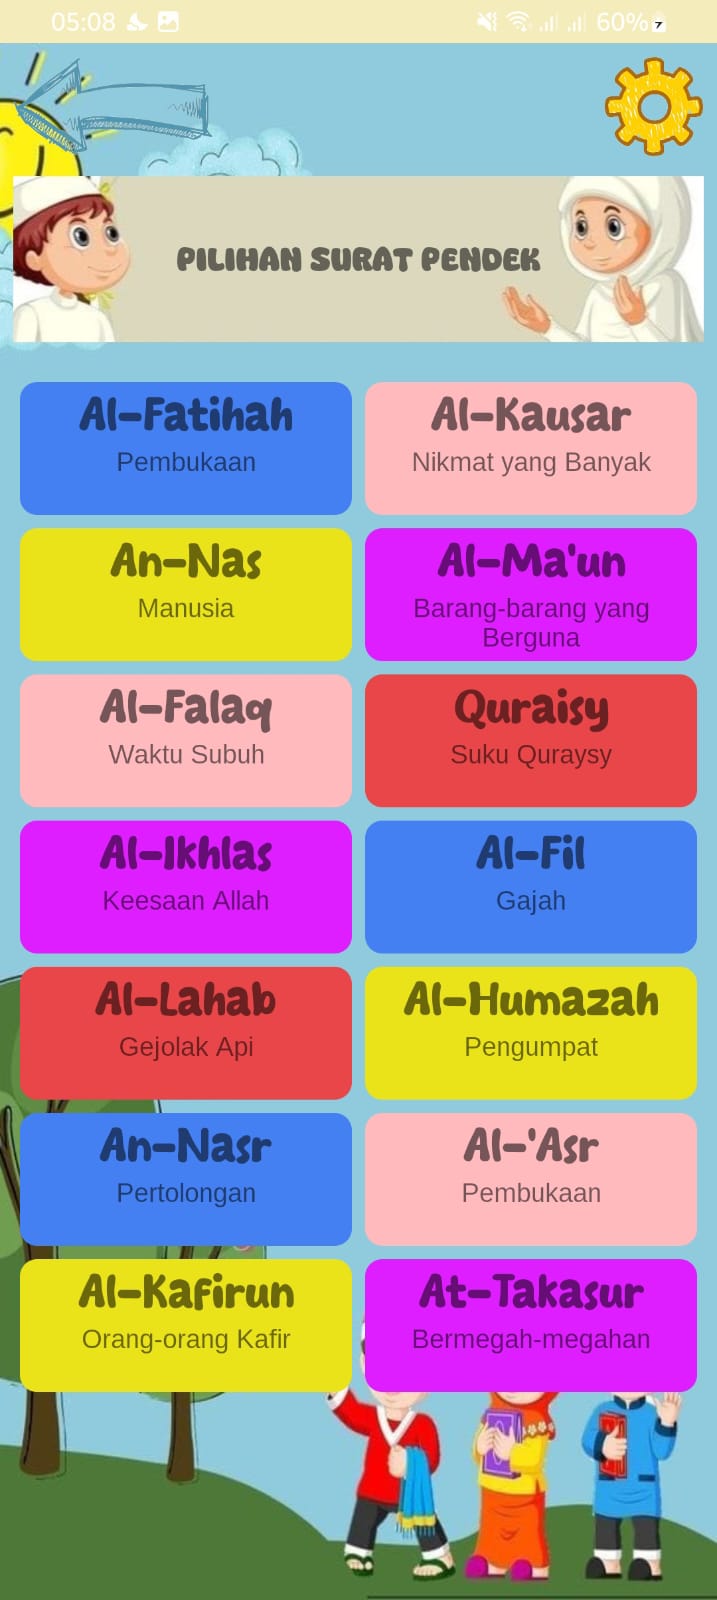 05:08
60%
PILIHAN SURAT PENDEK
Al-Fatihah
Pembukaan
Al-Kausar
Nikmat yang Banyak
An-Nas
Manusia
Al-Ma'un
Barang-barang yang
Berguna
Al-Falaq
Waktu Subuh
Quraisy
Suku Quraysy
Al-Ikhlas
Keesaan Allah
Al-Fil
Gajah
Al-Lahab
Gejolak Api
Al-Humazah
Pengumpat
An-Nasr
Pertolongan
Al-'Asr
Pembukaan
Al-Kafirun
Orang-orang Kafir
At-Takasur
Bermegah-megahan